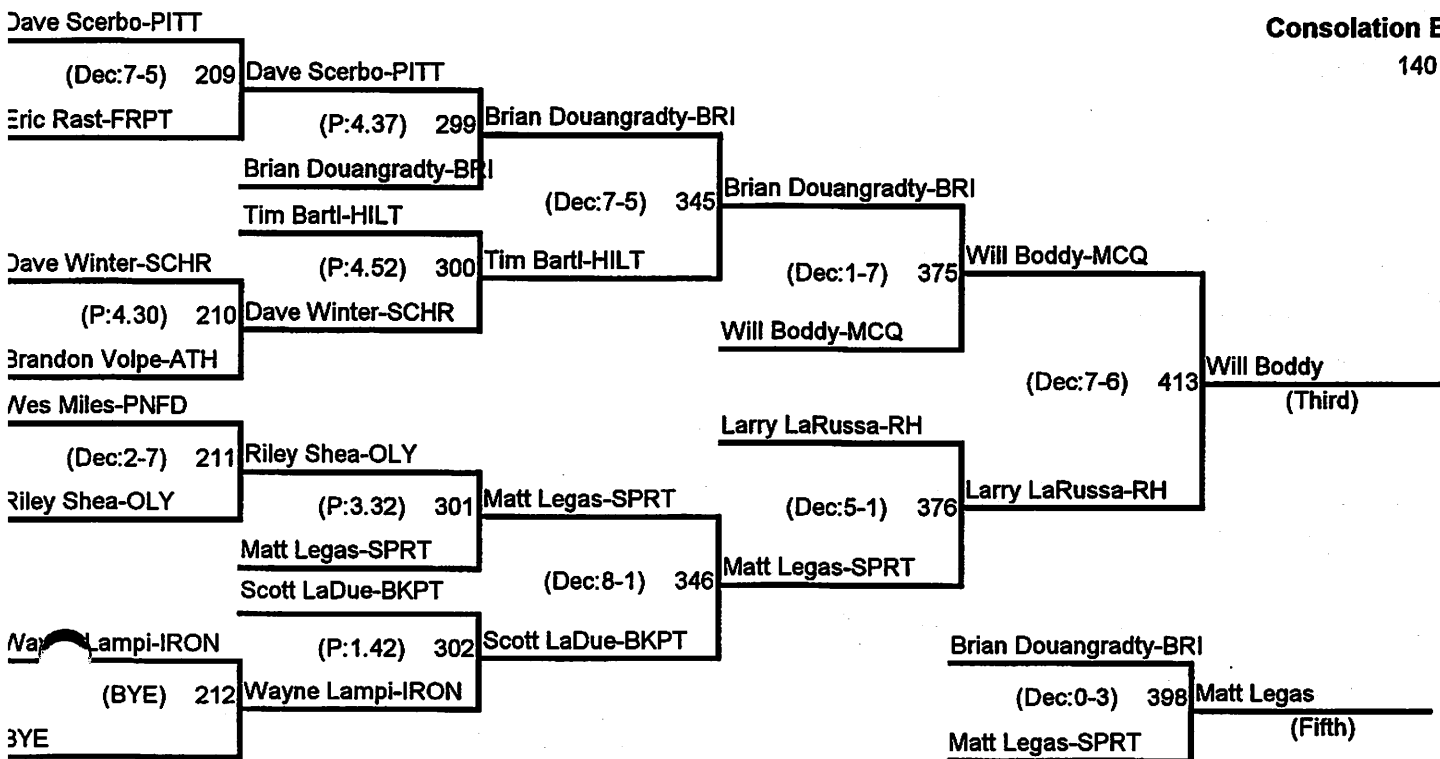 Dave Scerbo-PITT
Consolation
140
(Dec:7-5) 209 Dave Scerbo-PITT
Eric Rast-FRPT
(P:4.37) 299 Brian Douangradty-BRI
Brian Douangradty-BRI
(Dec:7-5) 345 Brian Douangradty-BRI
Tim Bartl-HILT
Dave Winter-SCHR
(P:4.52) 300 Tim Bartl-HILT
(Dec:1-7) 375 Will Boddy-MCQ
(P:4.30) 210 Dave Winter-SCHR
Will Boddy-MCQ
Brandon Volpe-ATH
(Dec:7-6) 413 Will Boddy
(Third)
Wes Miles-PNFD
Larry LaRussa-RH
(Dec:2-7) 211 Riley Shea-OLY
Riley Shea-OLY
(P:3.32) 301 Matt Legas-SPRT
(Dec:5-1) 376 Larry LaRussa-RH
Matt Legas-SPRT
(Dec:8-1) 346 Matt Legas-SPRT
Scott LaDue-BKPT
Lampi-IRON
(P:1.42) 302 Scott LaDue-BKPT
Brian Douangradty-BRI
(BYE) 212 Wayne Lampi-IRON
(Dec:0-3) 398 Matt Legas
(Fifth)
BYE
Matt Legas-SPRT